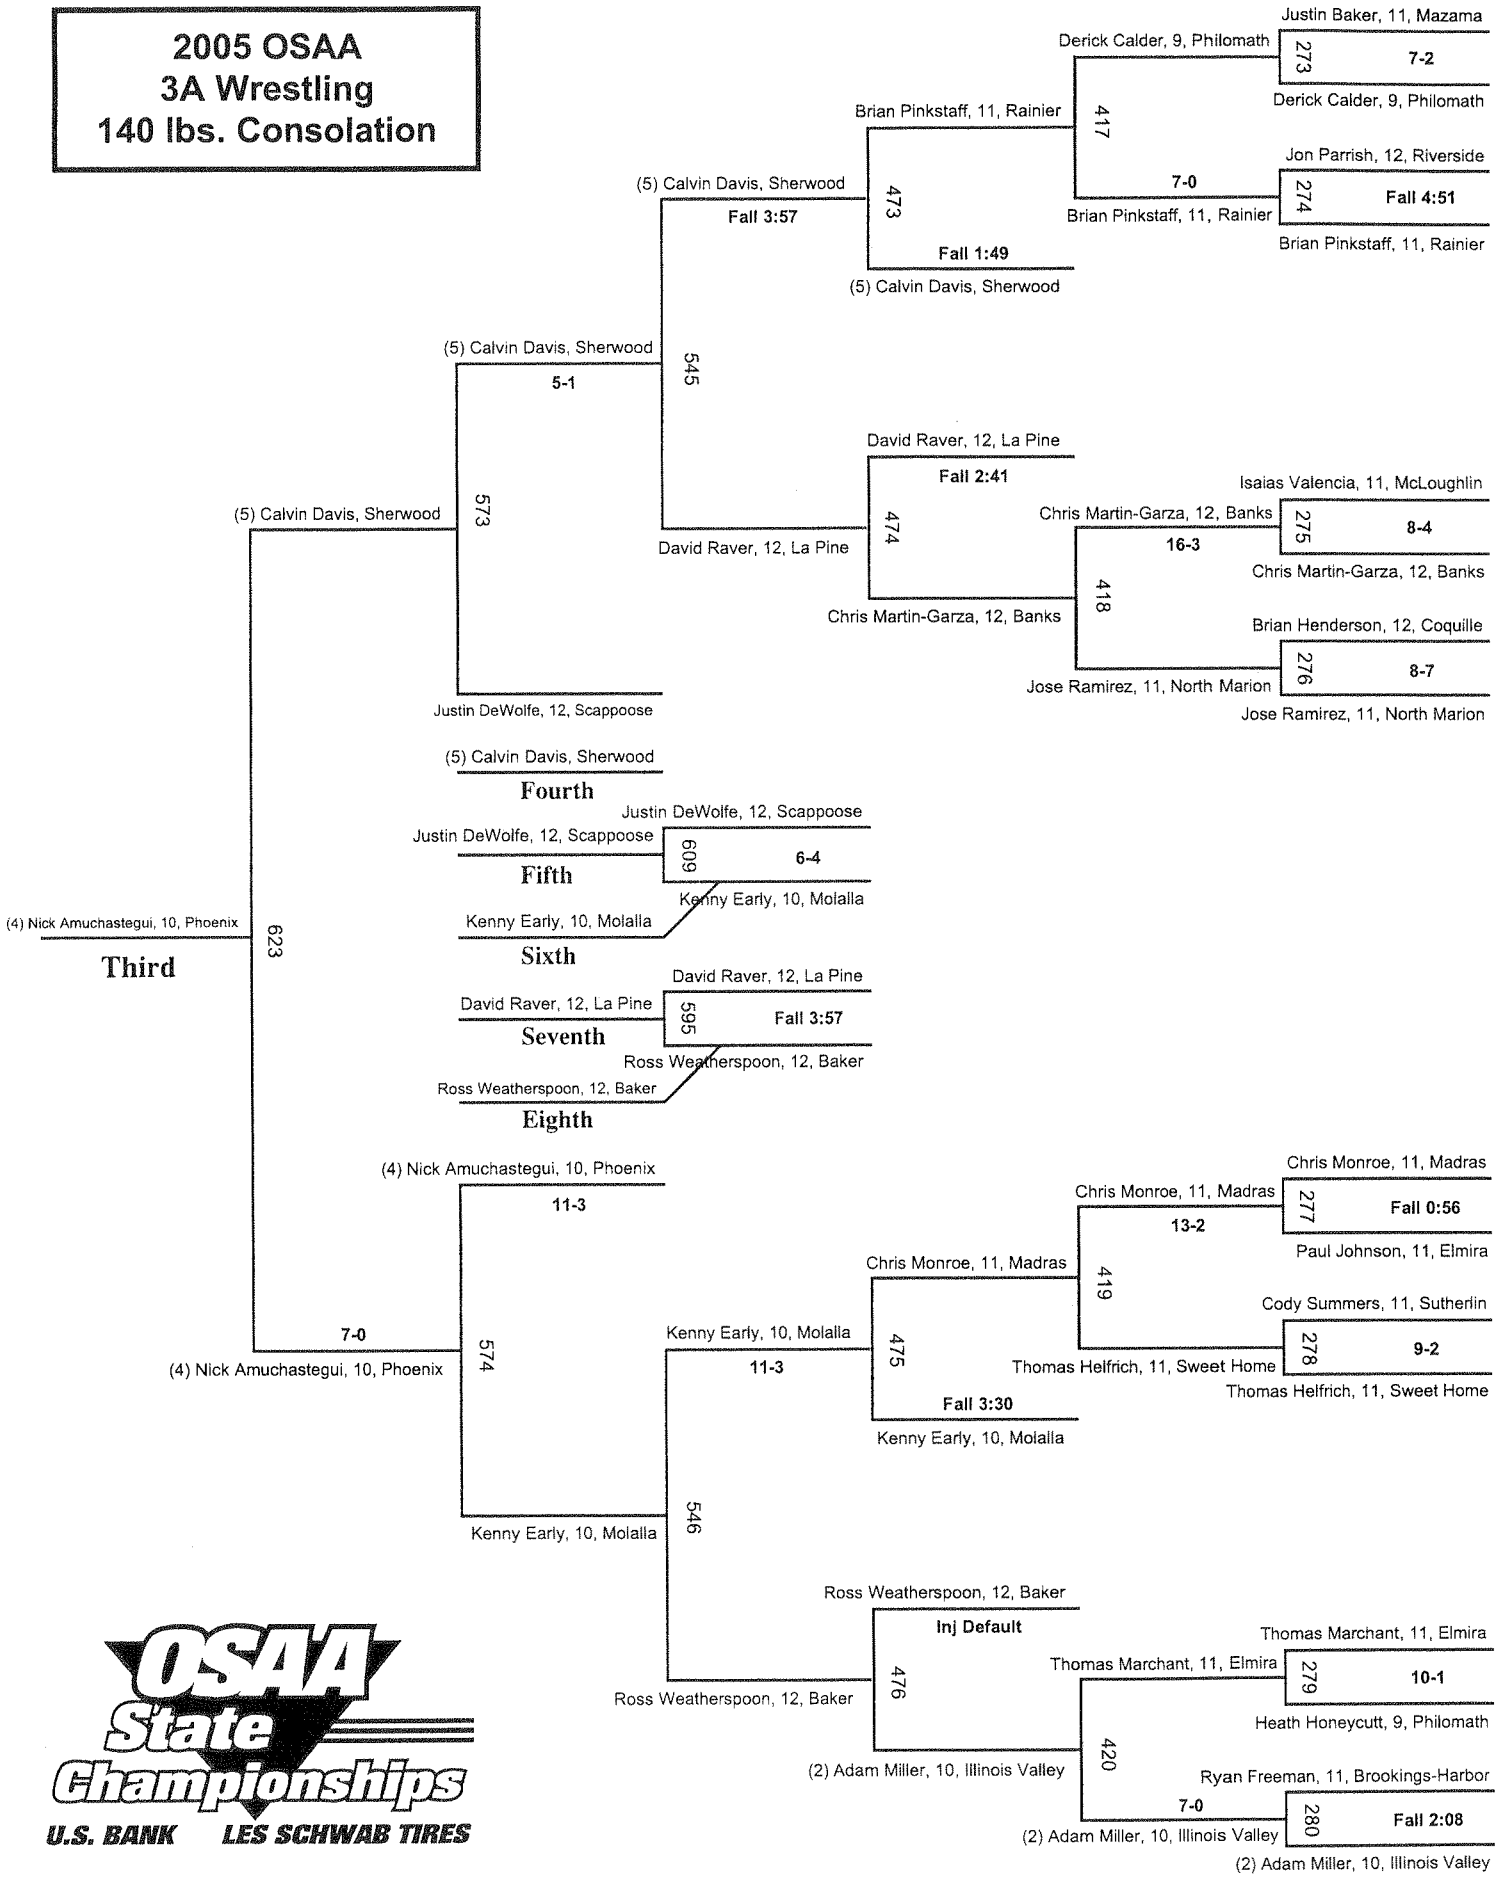 2005 OSAA
3A Wrestling
140 lbs. Consolation
Justin Baker, 11, Mazama
273
7-2
Derick Calder, 9, Philomath
Derick Calder, 9, Philomath
417
7-0
Brian Pinkstaff, 11, Rainier
Jon Parrish, 12, Riverside
274
Fall 4:51
Brian Pinkstaff, 11, Rainier
Brian Pinkstaff, 11, Rainier
473
Fall 1:49
(5) Calvin Davis, Sherwood
(5) Calvin Davis, Sherwood
Fall 3:57
545
David Raver, 12, La Pine
Fall 2:41
474
David Raver, 12, La Pine
Isaias Valencia, 11, McLoughlin
275
8-4
Chris Martin-Garza, 12, Banks
Chris Martin-Garza, 12, Banks
16-3
418
Chris Martin-Garza, 12, Banks
Brian Henderson, 12, Coquille
276
8-7
Jose Ramirez, 11, North Marion
Jose Ramirez, 11, North Marion
(5) Calvin Davis, Sherwood
5-1
573
Justin DeWolfe, 12, Scappoose
(5) Calvin Davis, Sherwood
(5) Calvin Davis, Sherwood
Fourth
Justin DeWolfe, 12, Scappoose
Justin DeWolfe, 12, Scappoose
609
6-4
Fifth
Kenny Early, 10, Molalla
Kenny Early, 10, Molalla
Sixth
(4) Nick Amuchastegui, 10, Phoenix
Third
623
David Raver, 12, La Pine
David Raver, 12, La Pine
595
Fall 3:57
Seventh
Ross Weatherspoon, 12, Baker
Ross Weatherspoon, 12, Baker
Eighth
(4) Nick Amuchastegui, 10, Phoenix
11-3
574
7-0
(4) Nick Amuchastegui, 10, Phoenix
Chris Monroe, 11, Madras
277
Fall 0:56
Paul Johnson, 11, Elmira
Chris Monroe, 11, Madras
13-2
419
Chris Monroe, 11, Madras
Cody Summers, 11, Sutherlin
278
9-2
Thomas Helfrich, 11, Sweet Home
Thomas Helfrich, 11, Sweet Home
475
Fall 3:30
Kenny Early, 10, Molalla
Kenny Early, 10, Molalla
11-3
546
Kenny Early, 10, Molalla
Ross Weatherspoon, 12, Baker
Inj Default
476
Ross Weatherspoon, 12, Baker
Thomas Marchant, 11, Elmira
279
10-1
Heath Honeycutt, 9, Philomath
Thomas Marchant, 11, Elmira
420
(2) Adam Miller, 10, Illinois Valley
Ryan Freeman, 11, Brookings-Harbor
7-0
280
Fall 2:08
(2) Adam Miller, 10, Illinois Valley
(2) Adam Miller, 10, Illinois Valley
OSAA
State
Championships
U.S. BANK LES SCHWAB TIRES